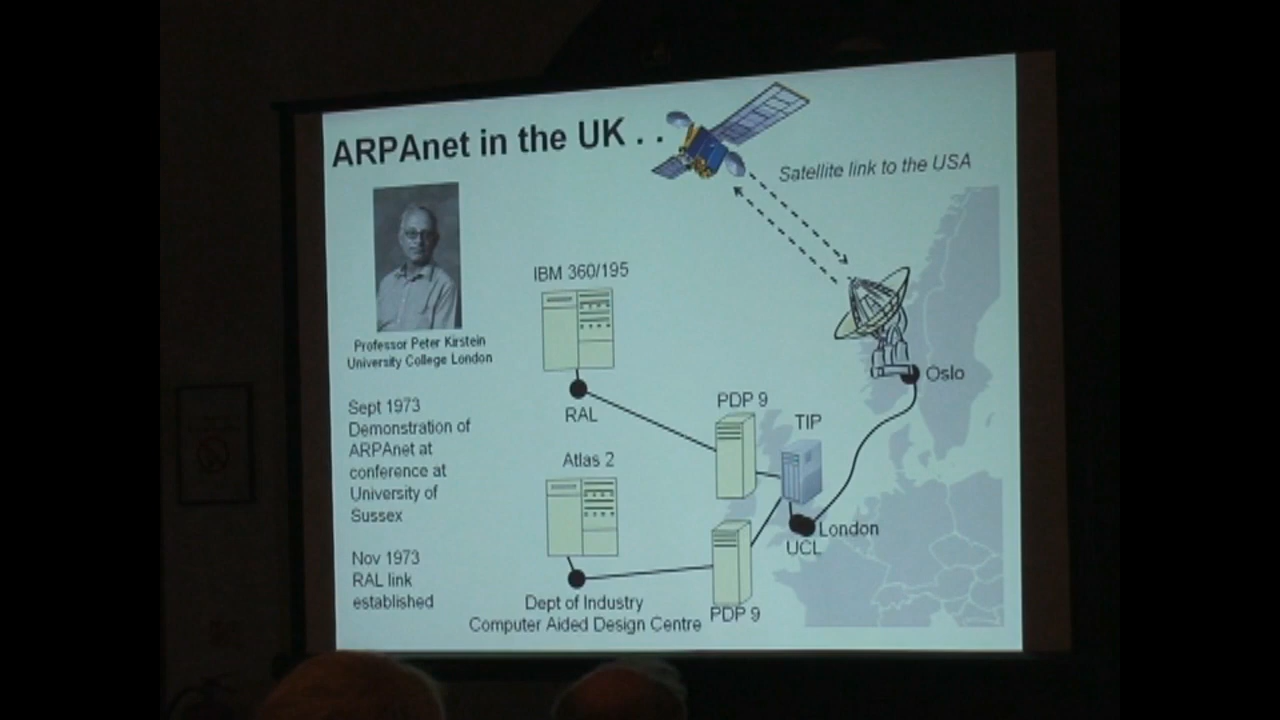 ARPAnet in the UK . .
Satellite link to the USA
Professor Peter Kirstein
University College London
Sept 1973
Demonstration of
ARPAnet at
conference at
University of
Sussex
Nov 1973
RAL link
established
IBM 360/195
RAL
Atlas 2
Dept of Industry
Computer Aided Design Centre
PDP 9
TIP
PDP 9
Oslo
London
UCL